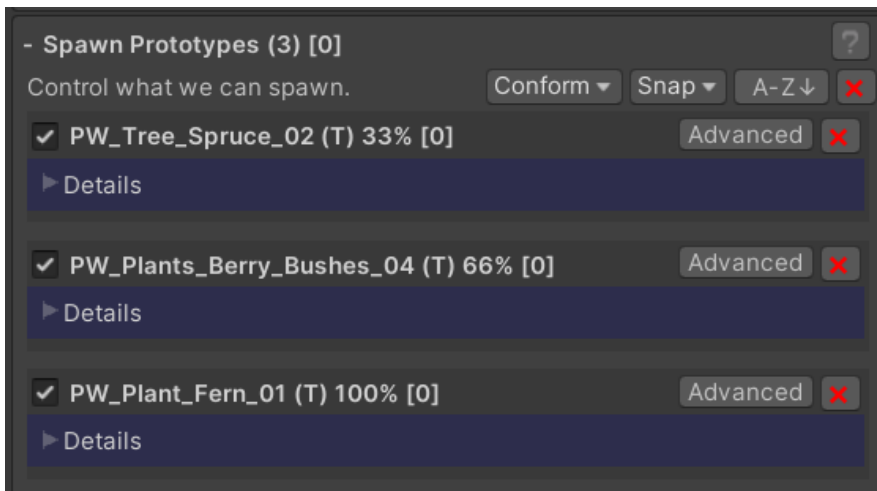 - Spawn Prototypes (3) [0] ?
Control what we can spawn. Conform Snap A-Z↓
PW_Tree_Spruce_02 (T) 33% [0] Advanced
Details
PW_Plants_Berry_Bushes_04 (T) 66% [0] Advanced
Details
PW_Plant_Fern_01 (T) 100% [0] Advanced
Details